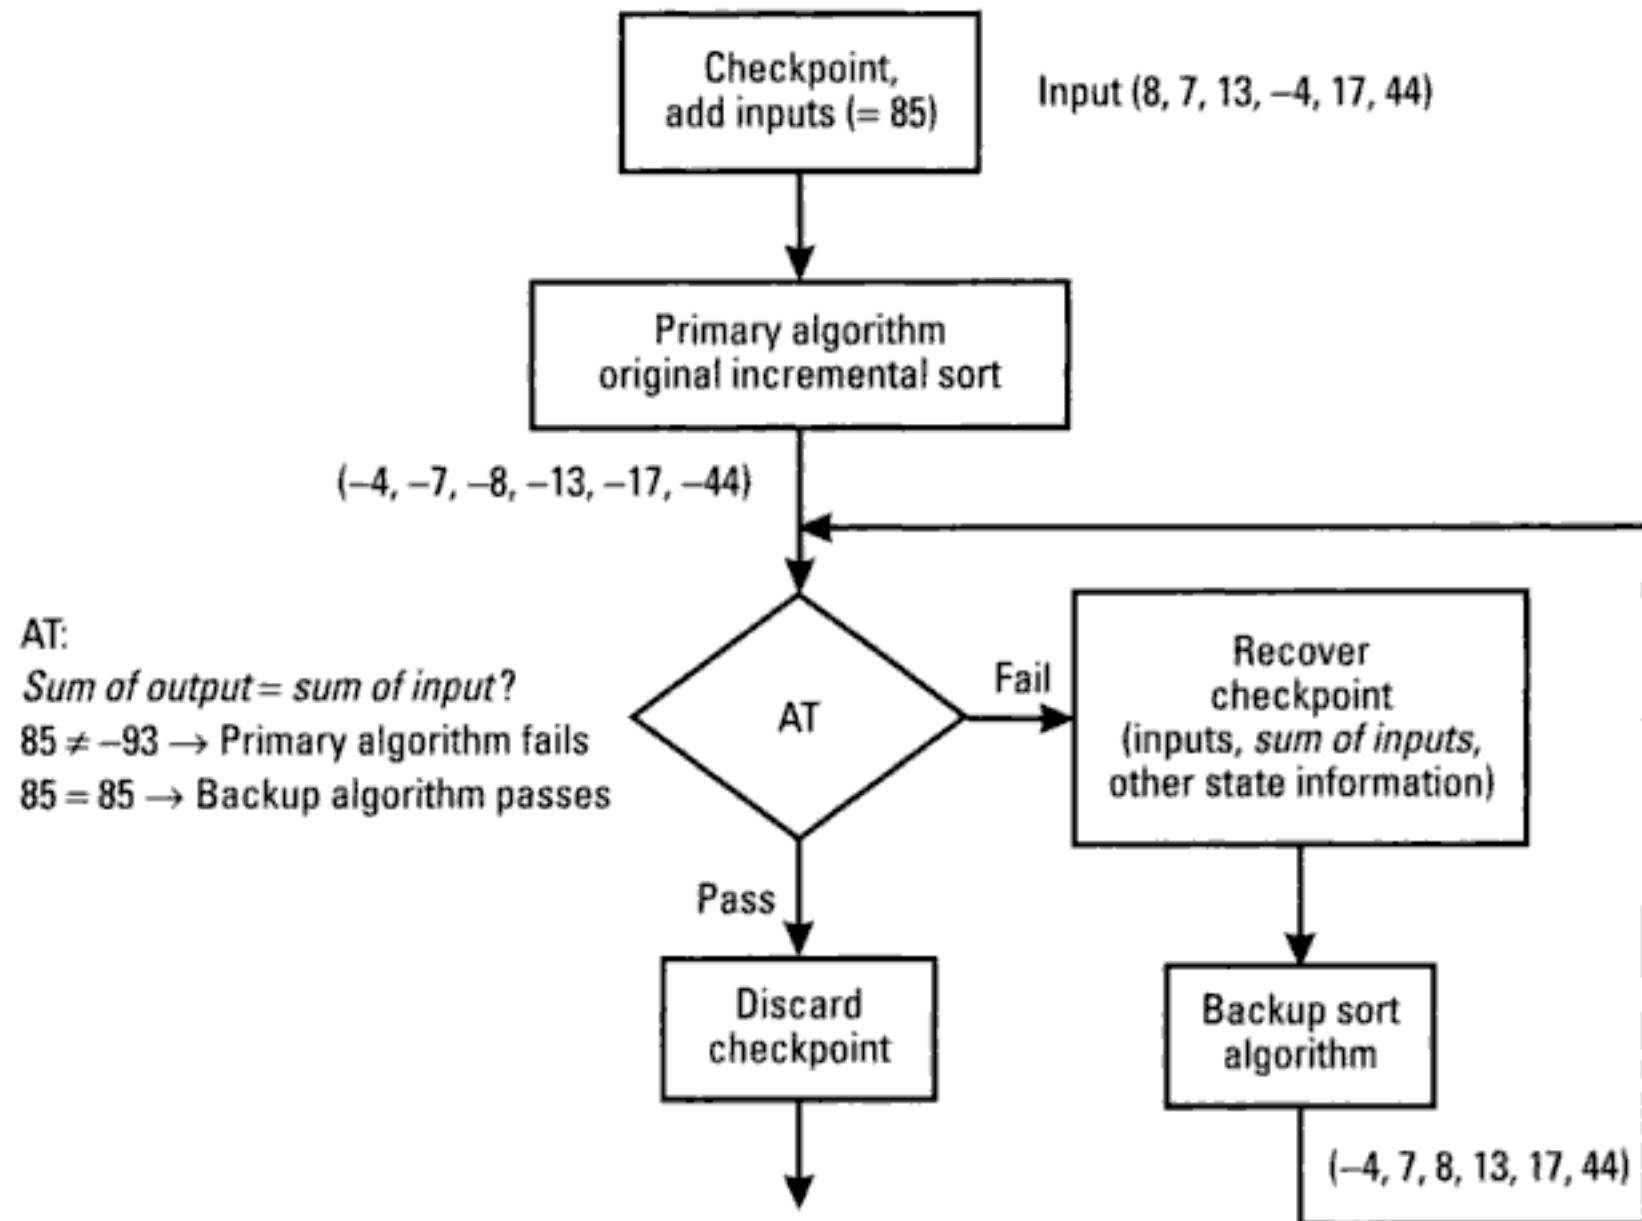 Checkpoint,
add inputs (= 85)
Input (8, 7, 13, –4, 17, 44)
Primary algorithm
original incremental sort
(–4, –7, –8, –13, –17, –44)
AT:
Sum of output = sum of input?
85 ≠ –93 → Primary algorithm fails
85 = 85 → Backup algorithm passes
AT
Fail
Recover
checkpoint
(inputs, sum of inputs,
other state information)
Pass
Discard
checkpoint
Backup sort
algorithm
(–4, 7, 8, 13, 17, 44)